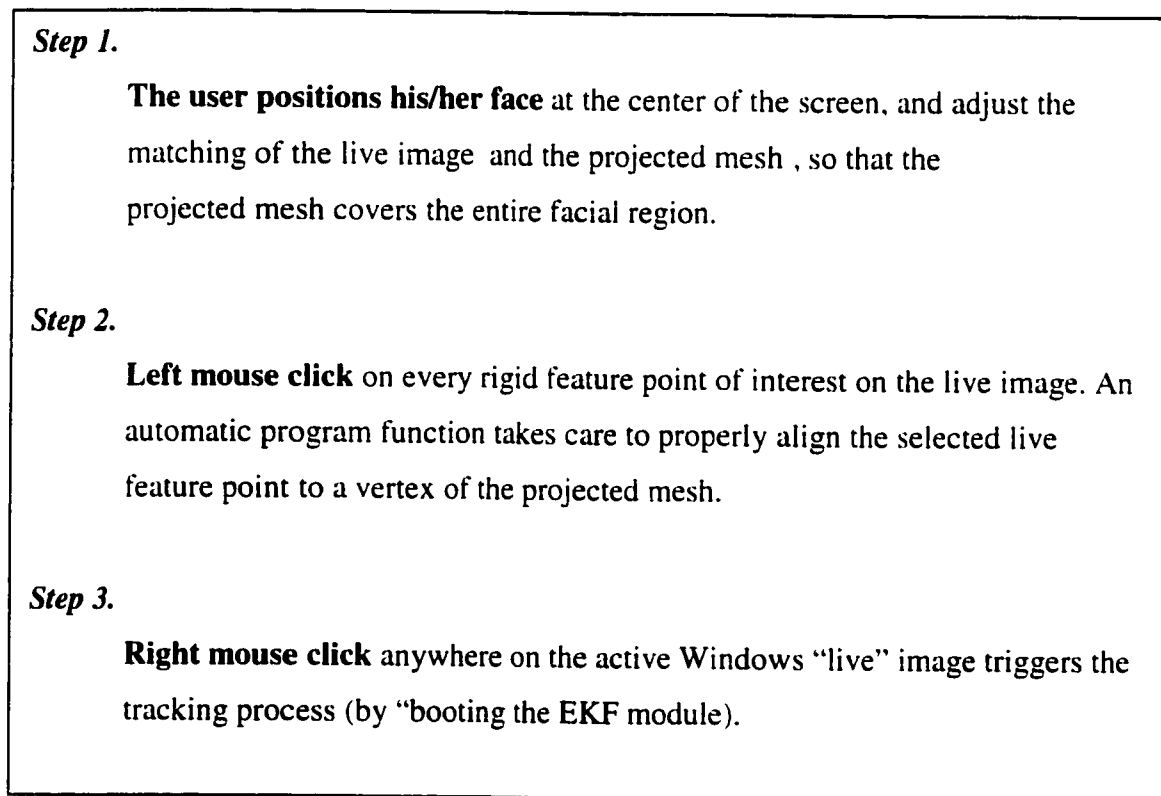 Step 1.
The user positions his/her face at the center of the screen, and adjust the
matching of the live image and the projected mesh , so that the
projected mesh covers the entire facial region.
Step 2.
Left mouse click on every rigid feature point of interest on the live image. An
automatic program function takes care to properly align the selected live
feature point to a vertex of the projected mesh.
Step 3.
Right mouse click anywhere on the active Windows “live” image triggers the
tracking process (by “booting the EKF module).